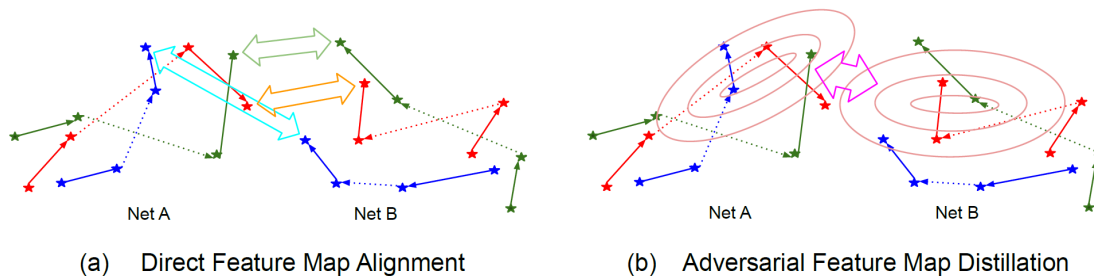 Net A
Net B
Net A
Net B
(a) Direct Feature Map Alignment
(b) Adversarial Feature Map Distillation